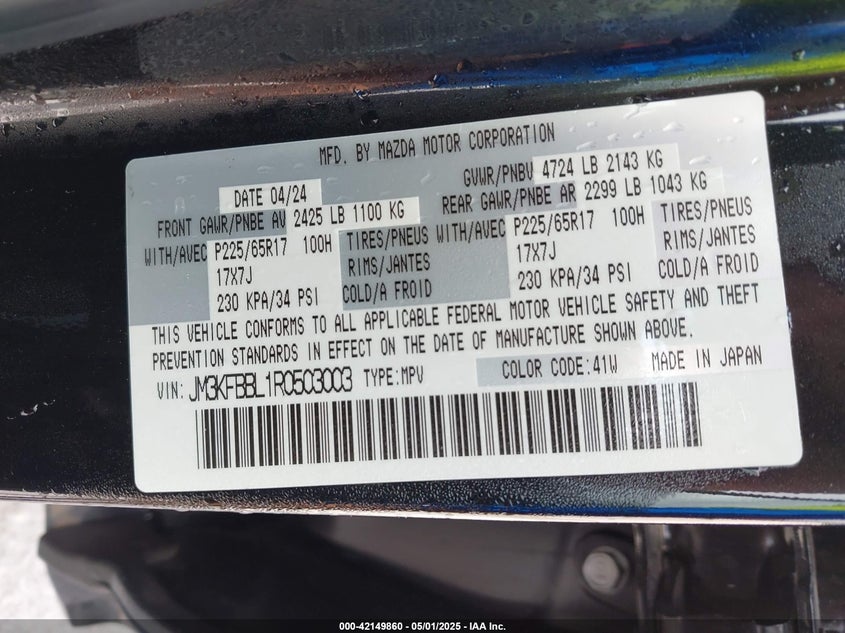 MFD. BY MAZDA MOTOR CORPORATION
DATE 04/24
GVWR/PNBV 4724 LB 2143 KG
FRONT GAWR/PNBE AV 2425 LB 1100 KG
REAR GAWR/PNBE AR 2299 LB 1043 KG
WITH/AVEC P225/65R17 100H TIRES/PNEUS WITH/AVEC P225/65R17 100H TIRES/PNEUS
17X7J RIMS/JANTES 17X7J RIMS/JANTES
230 KPA/34 PSI COLD/A FROID 230 KPA/34 PSI COLD/A FROID
THIS VEHICLE CONFORMS TO ALL APPLICABLE FEDERAL MOTOR VEHICLE SAFETY AND THEFT
PREVENTION STANDARDS IN EFFECT ON THE DATE OF MANUFACTURE SHOWN ABOVE.
VIN: JM3KFBBL1R0503003 TYPE:MPV COLOR CODE:41W MADE IN JAPAN
000-42149860 - 05/01/2025 - IAA Inc.